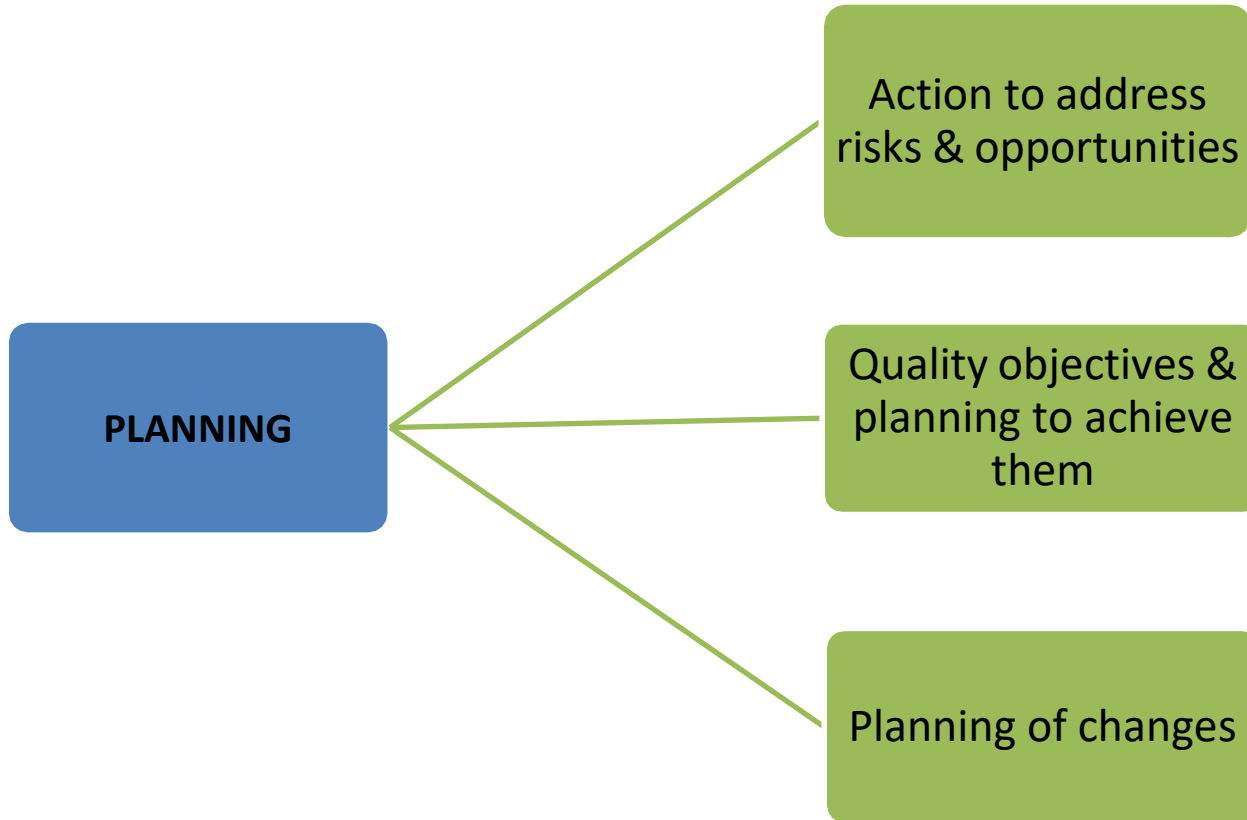 Action to address
risks & opportunities
PLANNING
Quality objectives &
planning to achieve
them
Planning of changes